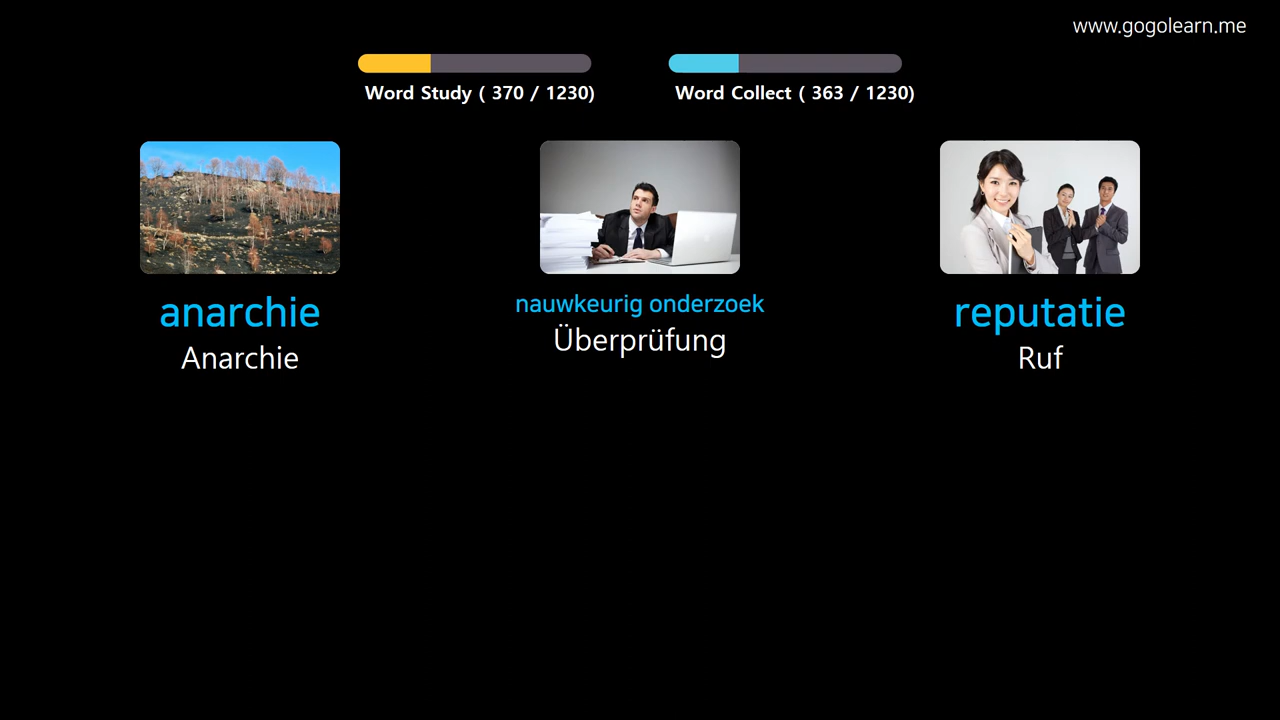 www.gogolearn.me
Word Study ( 370 / 1230)
Word Collect ( 363 / 1230)
anarchie
Anarchie
nauwkeurig onderzoek
Überprüfung
reputatie
Ruf